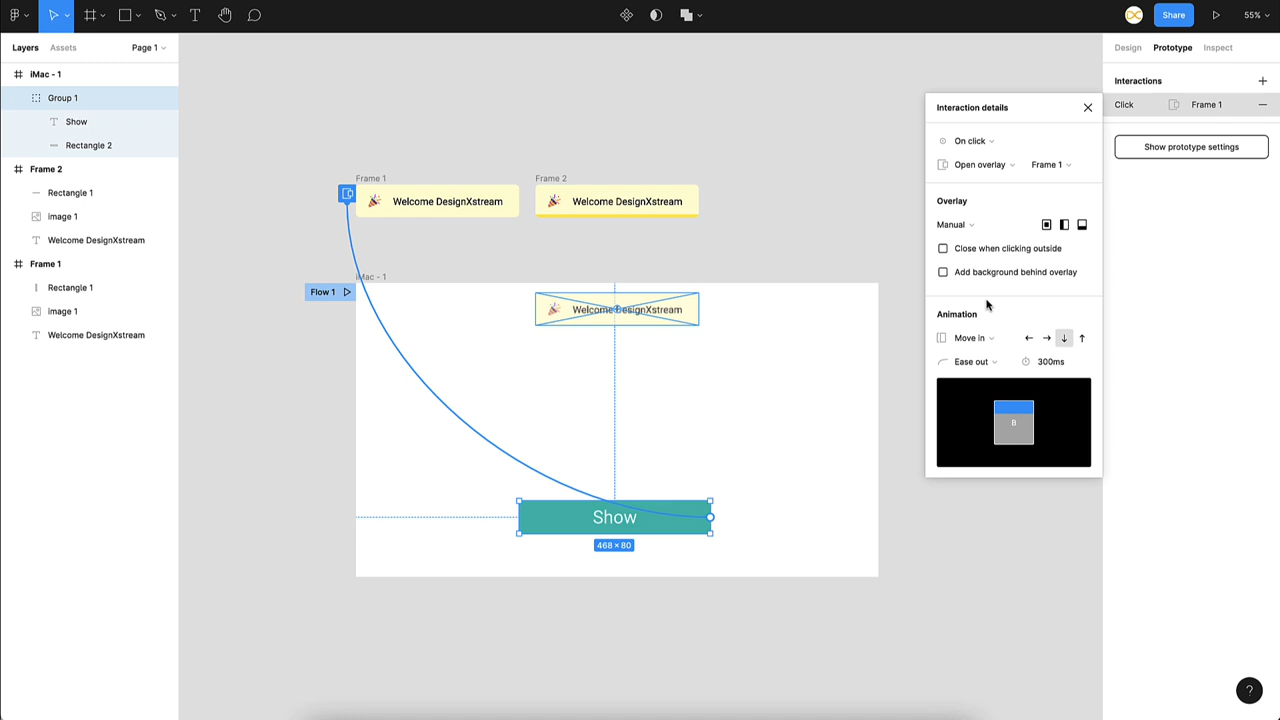 Share
55%
Layers
Assets
Page 1
Design
Prototype
Inspect
iMac - 1
Group 1
Show
Rectangle 2
Frame 2
Rectangle 1
image 1
Welcome DesignXstream
Frame 1
Rectangle 1
image 1
Welcome DesignXstream
Frame 1
Welcome DesignXstream
Frame 2
Welcome DesignXstream
iMac - 1
Flow 1
Welcome DesignXstream
Show
468 × 80
Interaction details
On click
Open overlay
Frame 1
Overlay
Manual
Close when clicking outside
Add background behind overlay
Animation
Move in
Ease out
300ms
B
Interactions
Click
Frame 1
Show prototype settings
?